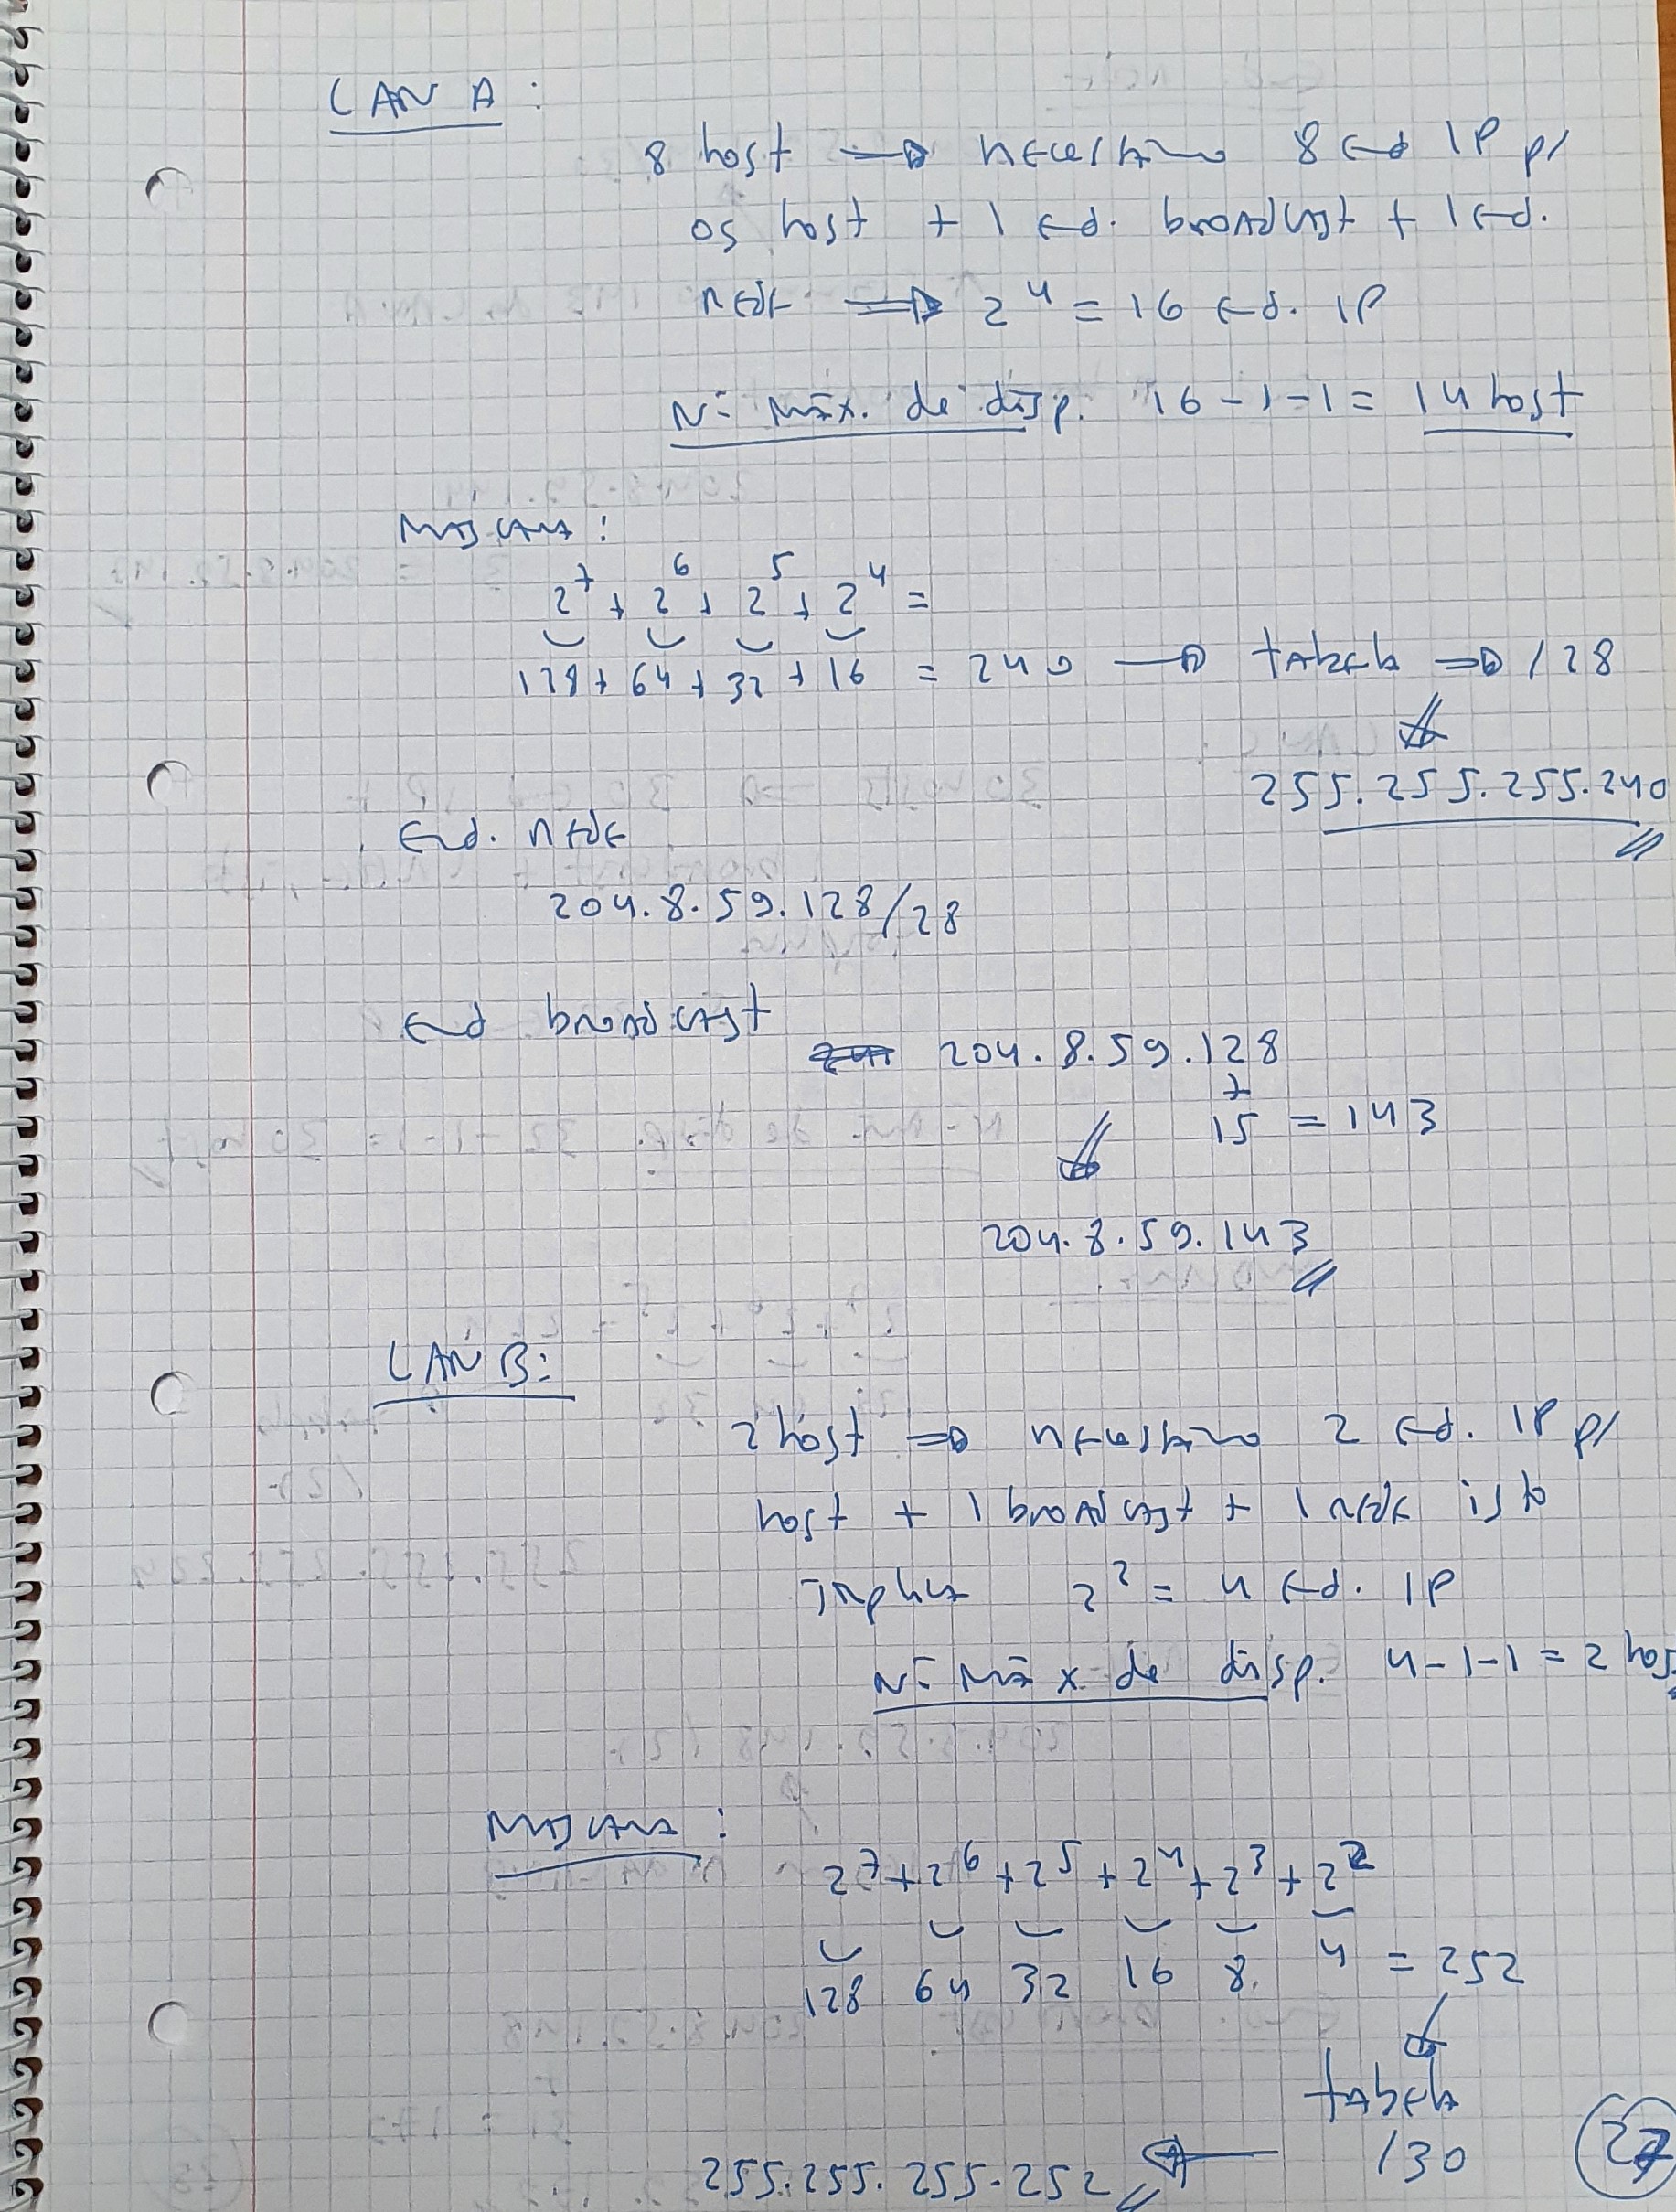 LAN A:
8 host → necessário 8 end IP p/
os host + 1 end. broadcast + 1 end.
rede ⇒ 2^4 = 16 end. IP
Nº máx. de disp. 16-1-1 = 14 host
Mascara:
2^7 + 2^6 + 2^5 + 2^4 =
128 + 64 + 32 + 16 = 240 → tabela ⇒ /28
255.255.255.240
End. rede
204.8.59.128/28
End broadcast
204.8.59.128
+
15 = 143
204.8.59.143
LAN B:
2 host ⇒ necessário 2 end. IP p/
host + 1 broadcast + 1 rede isto
implica 2^2 = 4 end. IP
Nº máx de disp. 4-1-1 = 2 host
Mascara:
2^7 + 2^6 + 2^5 + 2^4 + 2^3 + 2^2
128 64 32 16 8 4 = 252
tabela
/30
255.255.255.252
27